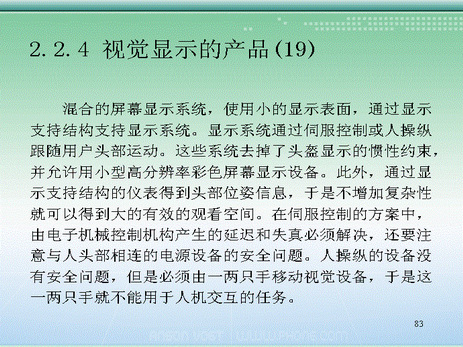 2.2.4 视觉显示的产品(19)
混合的屏幕显示系统，使用小的显示表面，通过显示
支持结构支持显示系统。显示系统通过伺服控制或人操纵
跟随用户头部运动。这些系统去掉了头盔显示的惯性约束，
并允许用小型高分辨率彩色屏幕显示设备。此外，通过显
示支持结构的仪表得到头部位姿信息，于是不增加复杂性
就可以得到大的有效的观看空间。在伺服控制的方案中，
由电子机械控制机构产生的延迟和失真必须解决，还要注
意与人头部相连的电源设备的安全问题。人操纵的设备没
有安全问题，但是必须由一两只手移动视觉设备，于是这
一两只手就不能用于人机交互的任务。
83